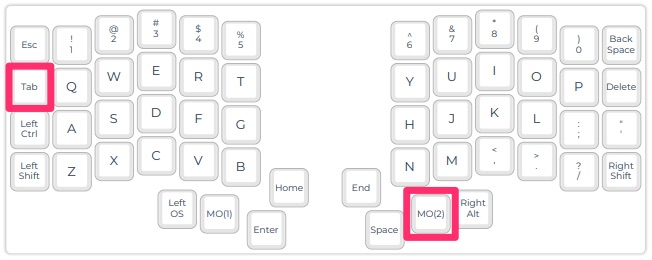 Esc ! 1 @ 2 # 3 $ 4 % 5 ^ 6 & 7 * 8 ( 9 ) 0 Back Space
Tab Q W E R T Y U I O P Delete
Left Ctrl A S D F G H J K L : ; " '
Left Shift Z X C V B N M < , > . ? / Right Shift
Home End
Left OS MO(1) Enter Space MO(2) Right Alt